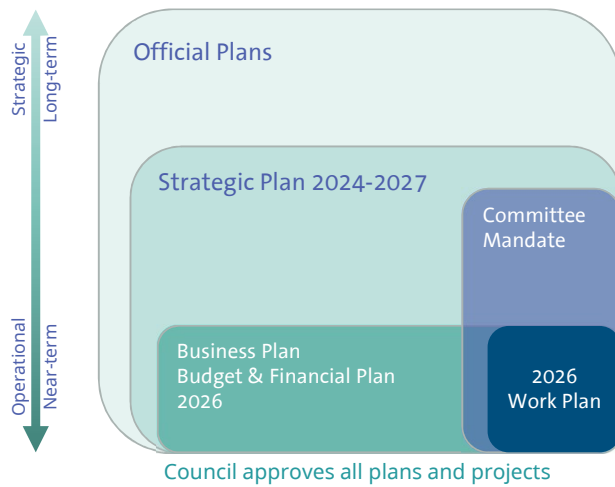 Strategic
Long-term
Operational
Near-term
Official Plans
Strategic Plan 2024-2027
Committee
Mandate
Business Plan
Budget & Financial Plan
2026
2026
Work Plan
Council approves all plans and projects